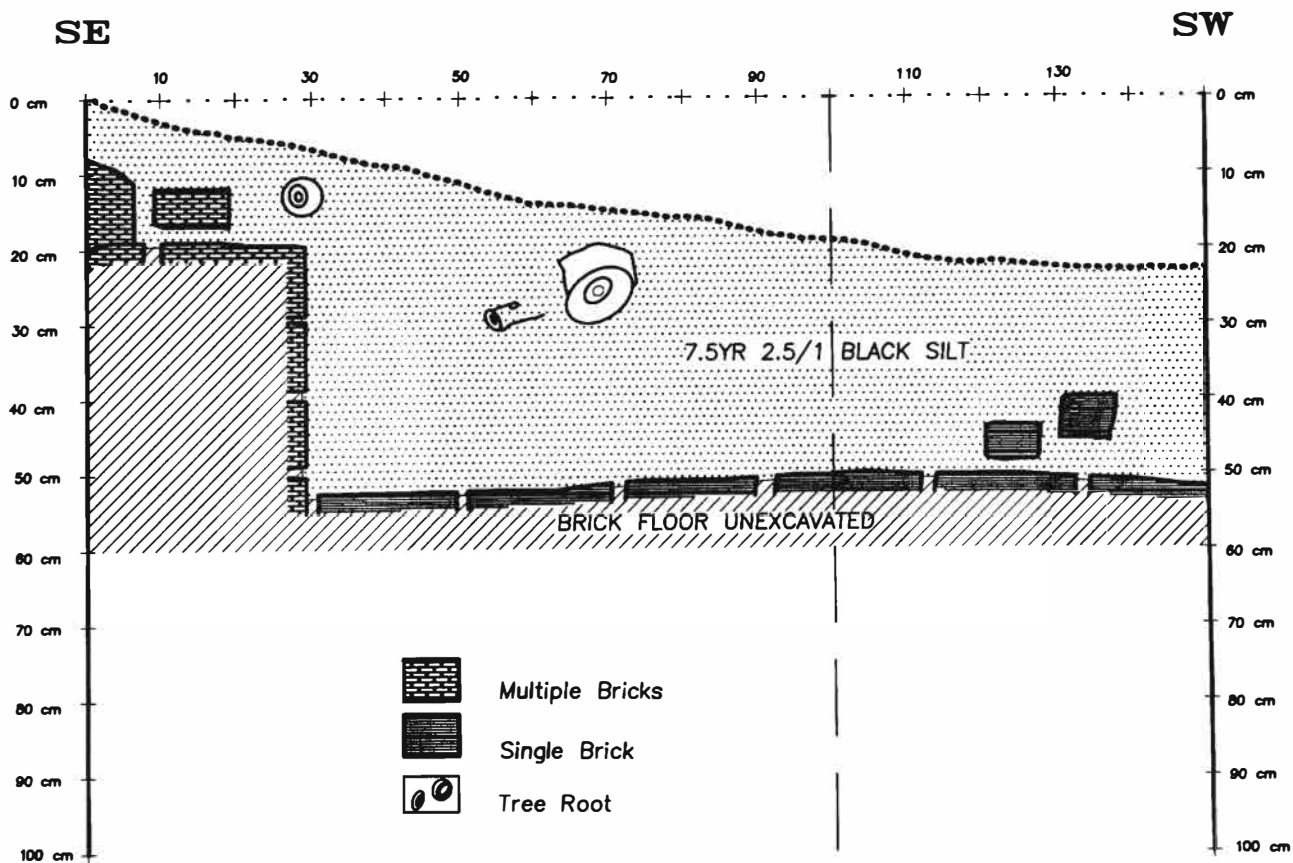 SE
SW
10 30 50 70 90 110 130
0 cm
10 cm
20 cm
30 cm
40 cm
50 cm
60 cm
70 cm
80 cm
90 cm
100 cm
0 cm
10 cm
20 cm
30 cm
40 cm
50 cm
60 cm
70 cm
80 cm
90 cm
100 cm
7.5YR 2.5/1 BLACK SILT
BRICK FLOOR UNEXCAVATED
Multiple Bricks
Single Brick
Tree Root